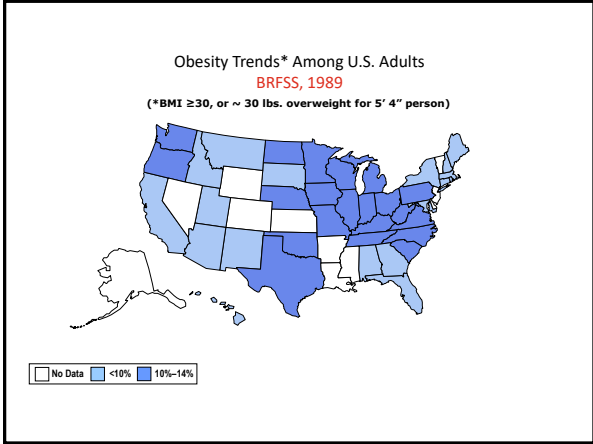 Obesity Trends* Among U.S. Adults
BRFSS, 1989
(*BMI ≥30, or ~ 30 lbs. overweight for 5’ 4” person)
No Data <10% 10%–14%